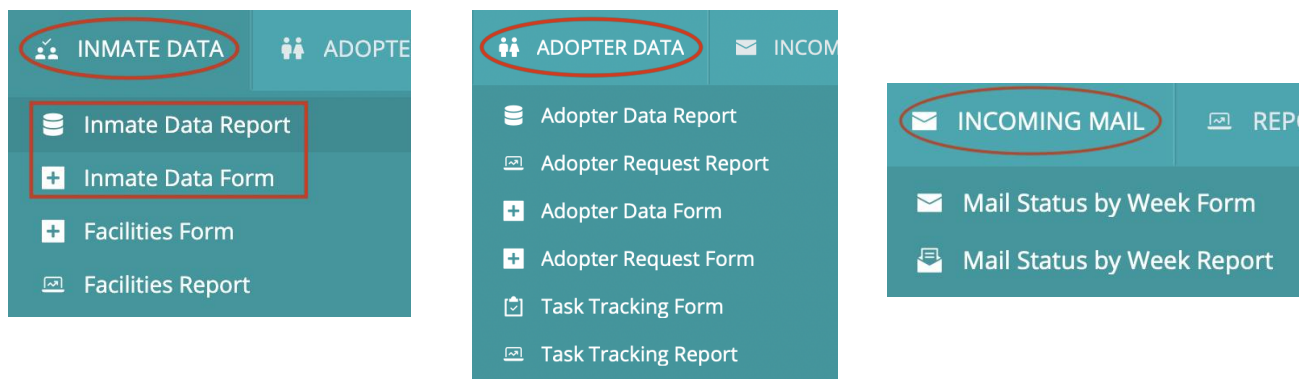 INMATE DATA ADOPTE
Inmate Data Report
Inmate Data Form
Facilities Form
Facilities Report
ADOPTER DATA INCOM
Adopter Data Report
Adopter Request Report
Adopter Data Form
Adopter Request Form
Task Tracking Form
Task Tracking Report
INCOMING MAIL REPO
Mail Status by Week Form
Mail Status by Week Report